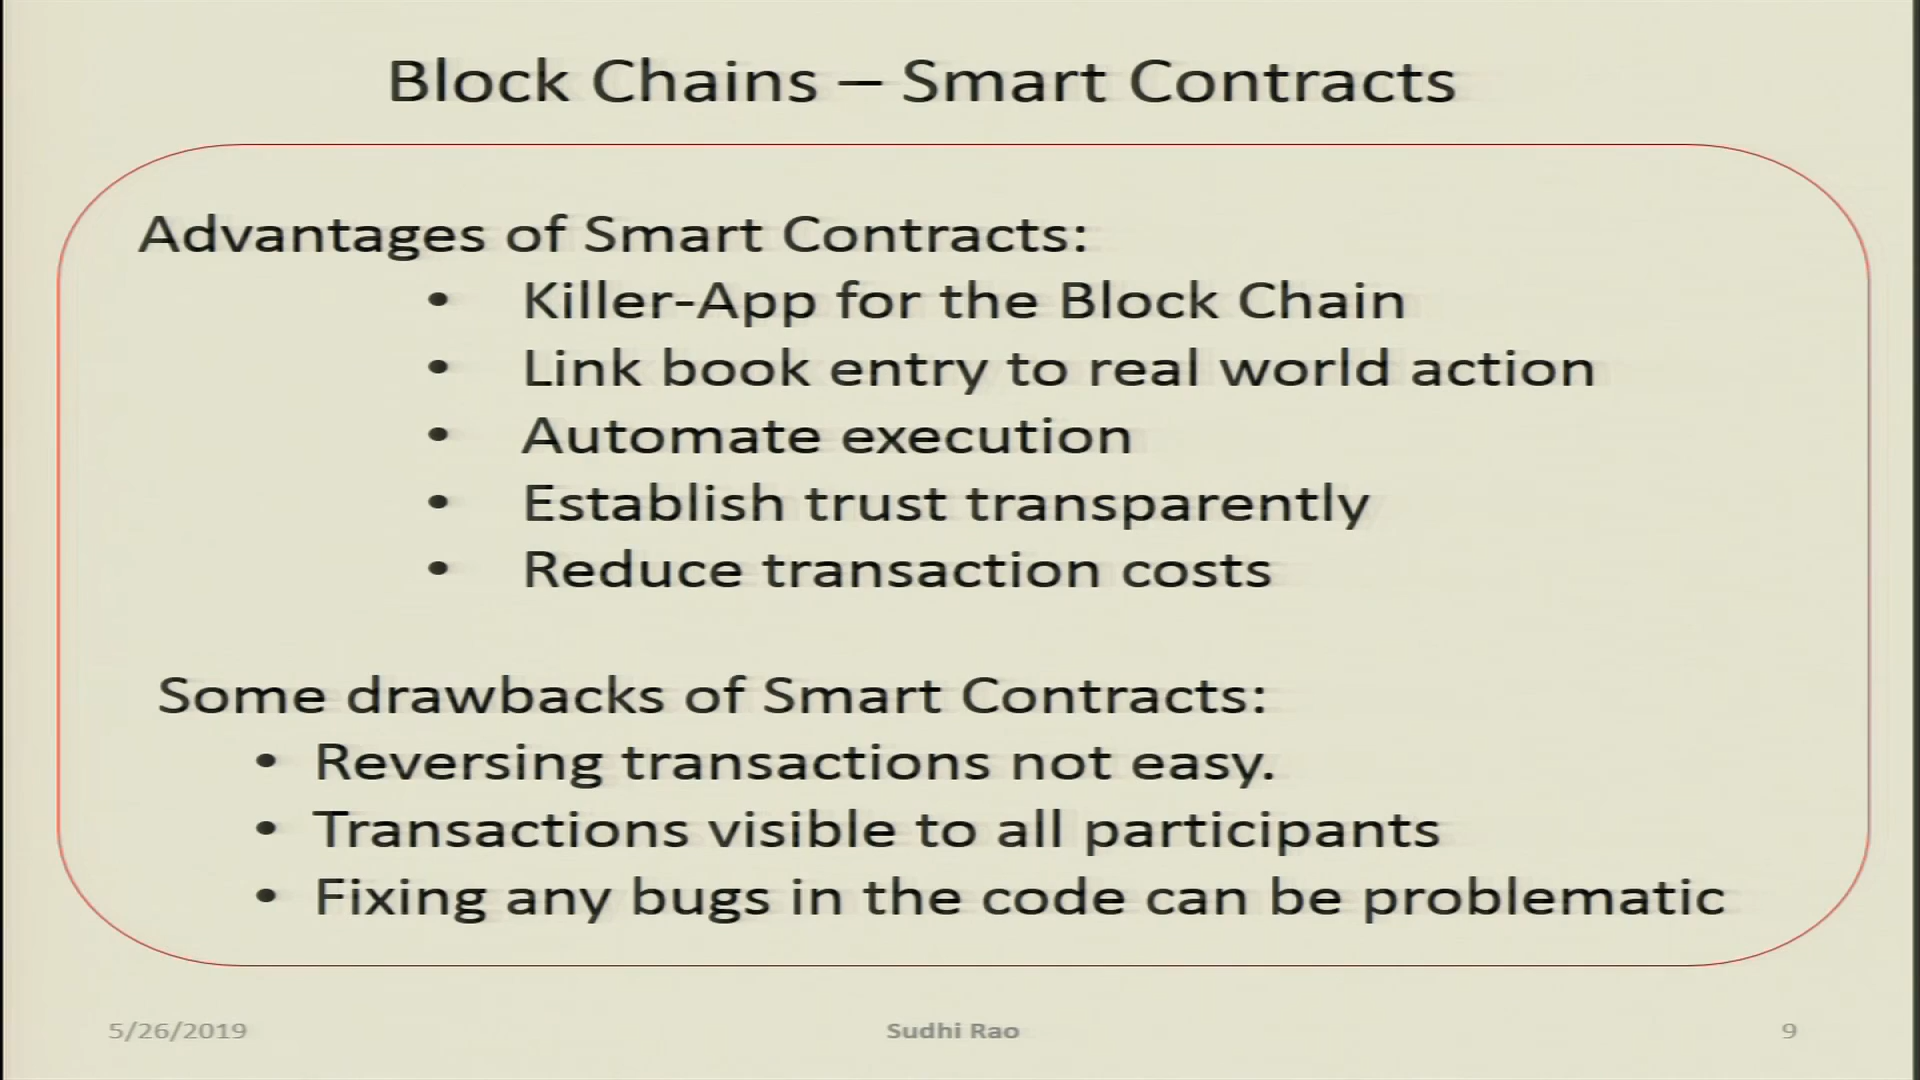 Block Chains – Smart Contracts
Advantages of Smart Contracts:
• Killer-App for the Block Chain
• Link book entry to real world action
• Automate execution
• Establish trust transparently
• Reduce transaction costs
Some drawbacks of Smart Contracts:
• Reversing transactions not easy.
• Transactions visible to all participants
• Fixing any bugs in the code can be problematic
5/26/2019
Sudhi Rao
9